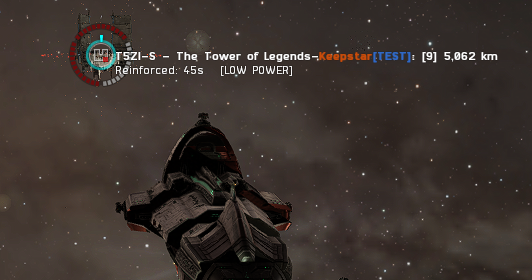 T5ZI-S - The Tower of Legends-Keepstar[TEST]: [9] 5,062 km
Reinforced: 45s [LOW POWER]